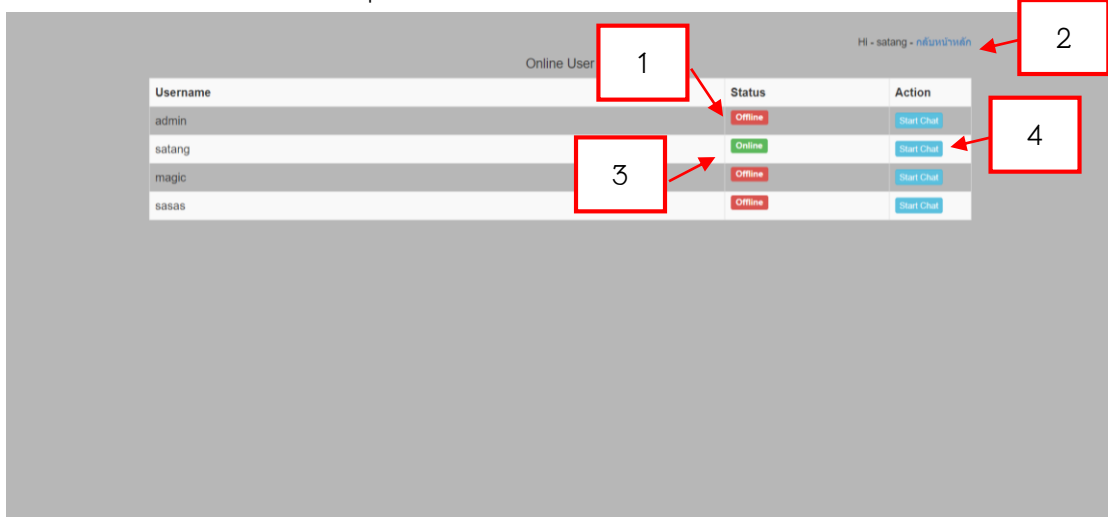 Hi - satang - กลับหน้าหลัก
2
Online User
1
Username Status Action
admin Offline Start Chat
satang Online Start Chat
4
magic Offline Start Chat
3
sasas Offline Start Chat